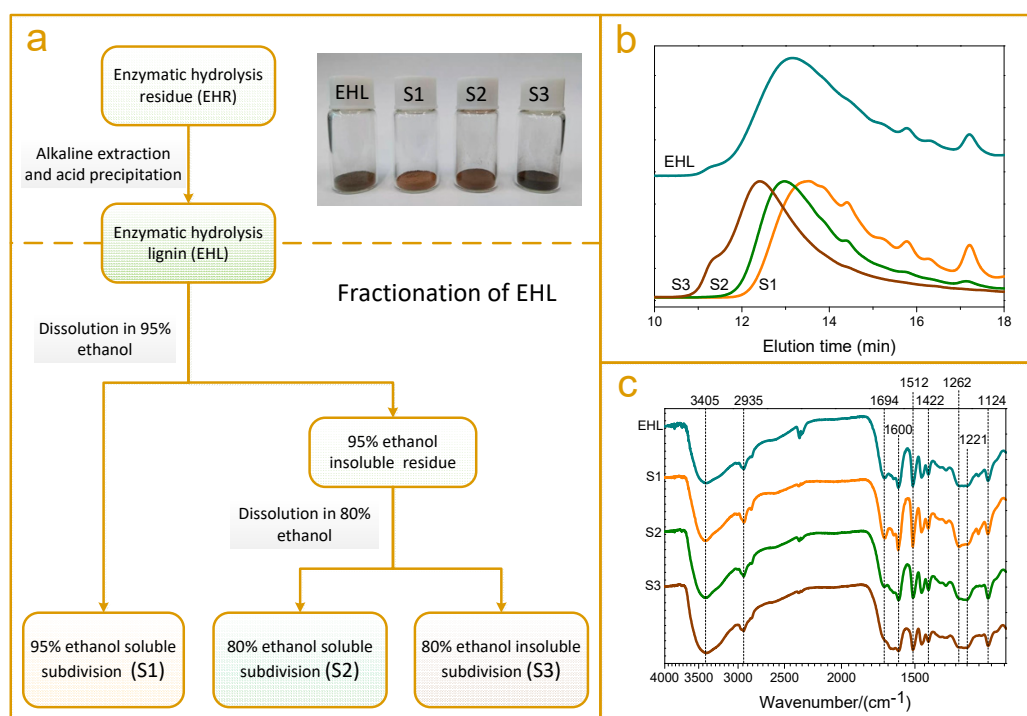 a
Enzymatic hydrolysis
residue (EHR)
Alkaline extraction
and acid precipitation
Enzymatic hydrolysis
lignin (EHL)
EHL
S1
S2
S3
Fractionation of EHL
Dissolution in 95%
ethanol
95% ethanol
insoluble residue
Dissolution in 80%
ethanol
95% ethanol soluble
subdivision (S1)
80% ethanol soluble
subdivision (S2)
80% ethanol insoluble
subdivision (S3)
b
EHL
S3
S2
S1
10 12 14 16 18
Elution time (min)
c
3405 2935 1694 1600 1512 1422 1262 1221 1124
EHL
S1
S2
S3
4000 3500 3000 2500 2000 1500
Wavenumber/(cm-1)